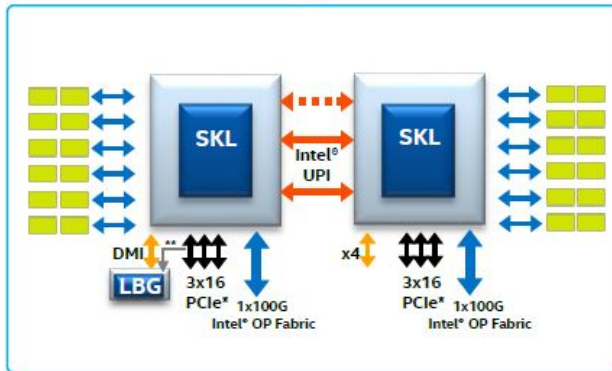 SKL
SKL
Intel®
UPI
DMI
**
LBG
3x16
PCIe*
1x100G
Intel® OP Fabric
x4
3x16
PCIe*
1x100G
Intel® OP Fabric